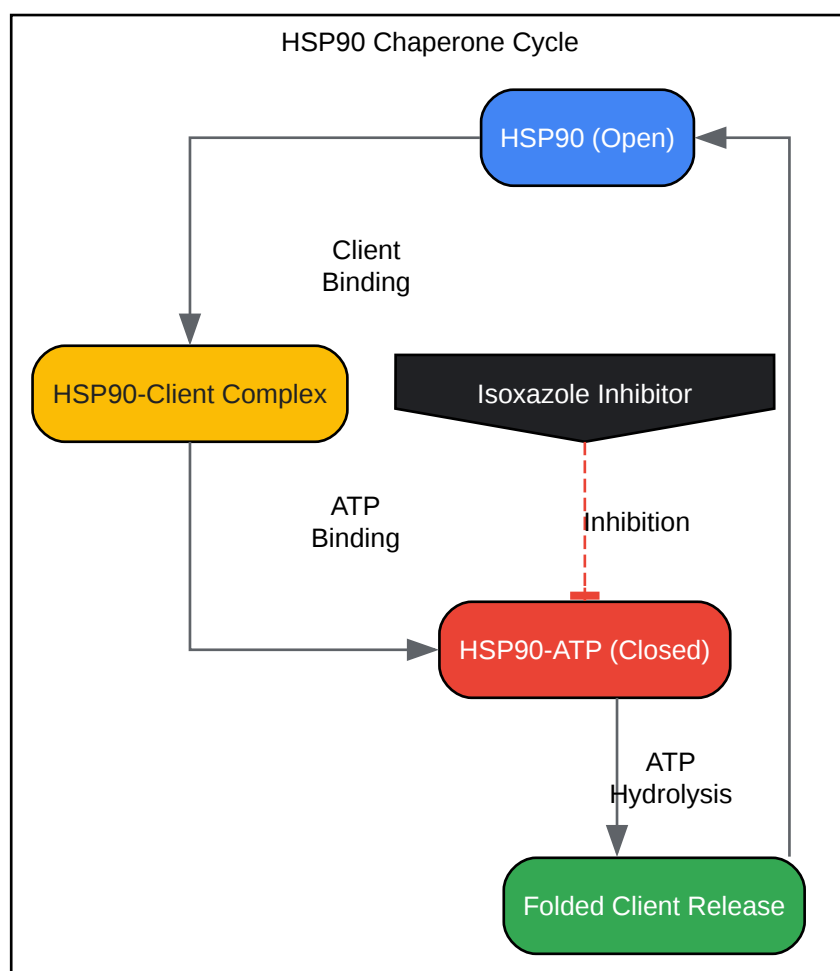 HSP90 Chaperone Cycle
HSP90 (Open)
Client
Binding
HSP90-Client Complex
Isoxazole Inhibitor
ATP
Binding
Inhibition
HSP90-ATP (Closed)
ATP
Hydrolysis
Folded Client Release